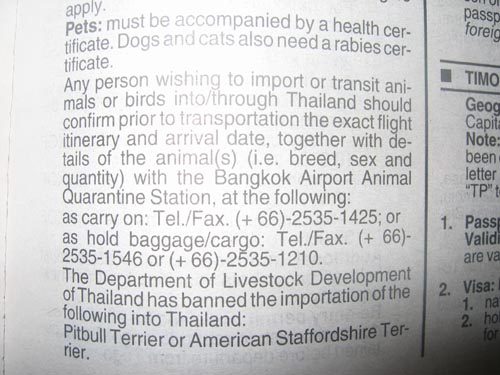 apply.
Pets: must be accompanied by a health cer-
tificate. Dogs and cats also need a rabies cer-
tificate.
Any person wishing to import or transit ani-
mals or birds into/through Thailand should
confirm prior to transportation the exact flight
itinerary and arrival date, together with de-
tails of the animal(s) (i.e. breed, sex and
quantity) with the Bangkok Airport Animal
Quarantine Station, at the following:
as carry on: Tel./Fax. (+ 66)-2535-1425; or
as hold baggage/cargo: Tel./Fax. (+ 66)-
2535-1546 or (+ 66)-2535-1210.
The Department of Livestock Development
of Thailand has banned the importation of the
following into Thailand:
Pitbull Terrier or American Staffordshire Ter-
rier.
passp
foreig
TIMO
Geog
Capita
Note:
been
letter
"TP" t
1. Passp
Validi
are va
2. Visa:
1. na
2. ho
for